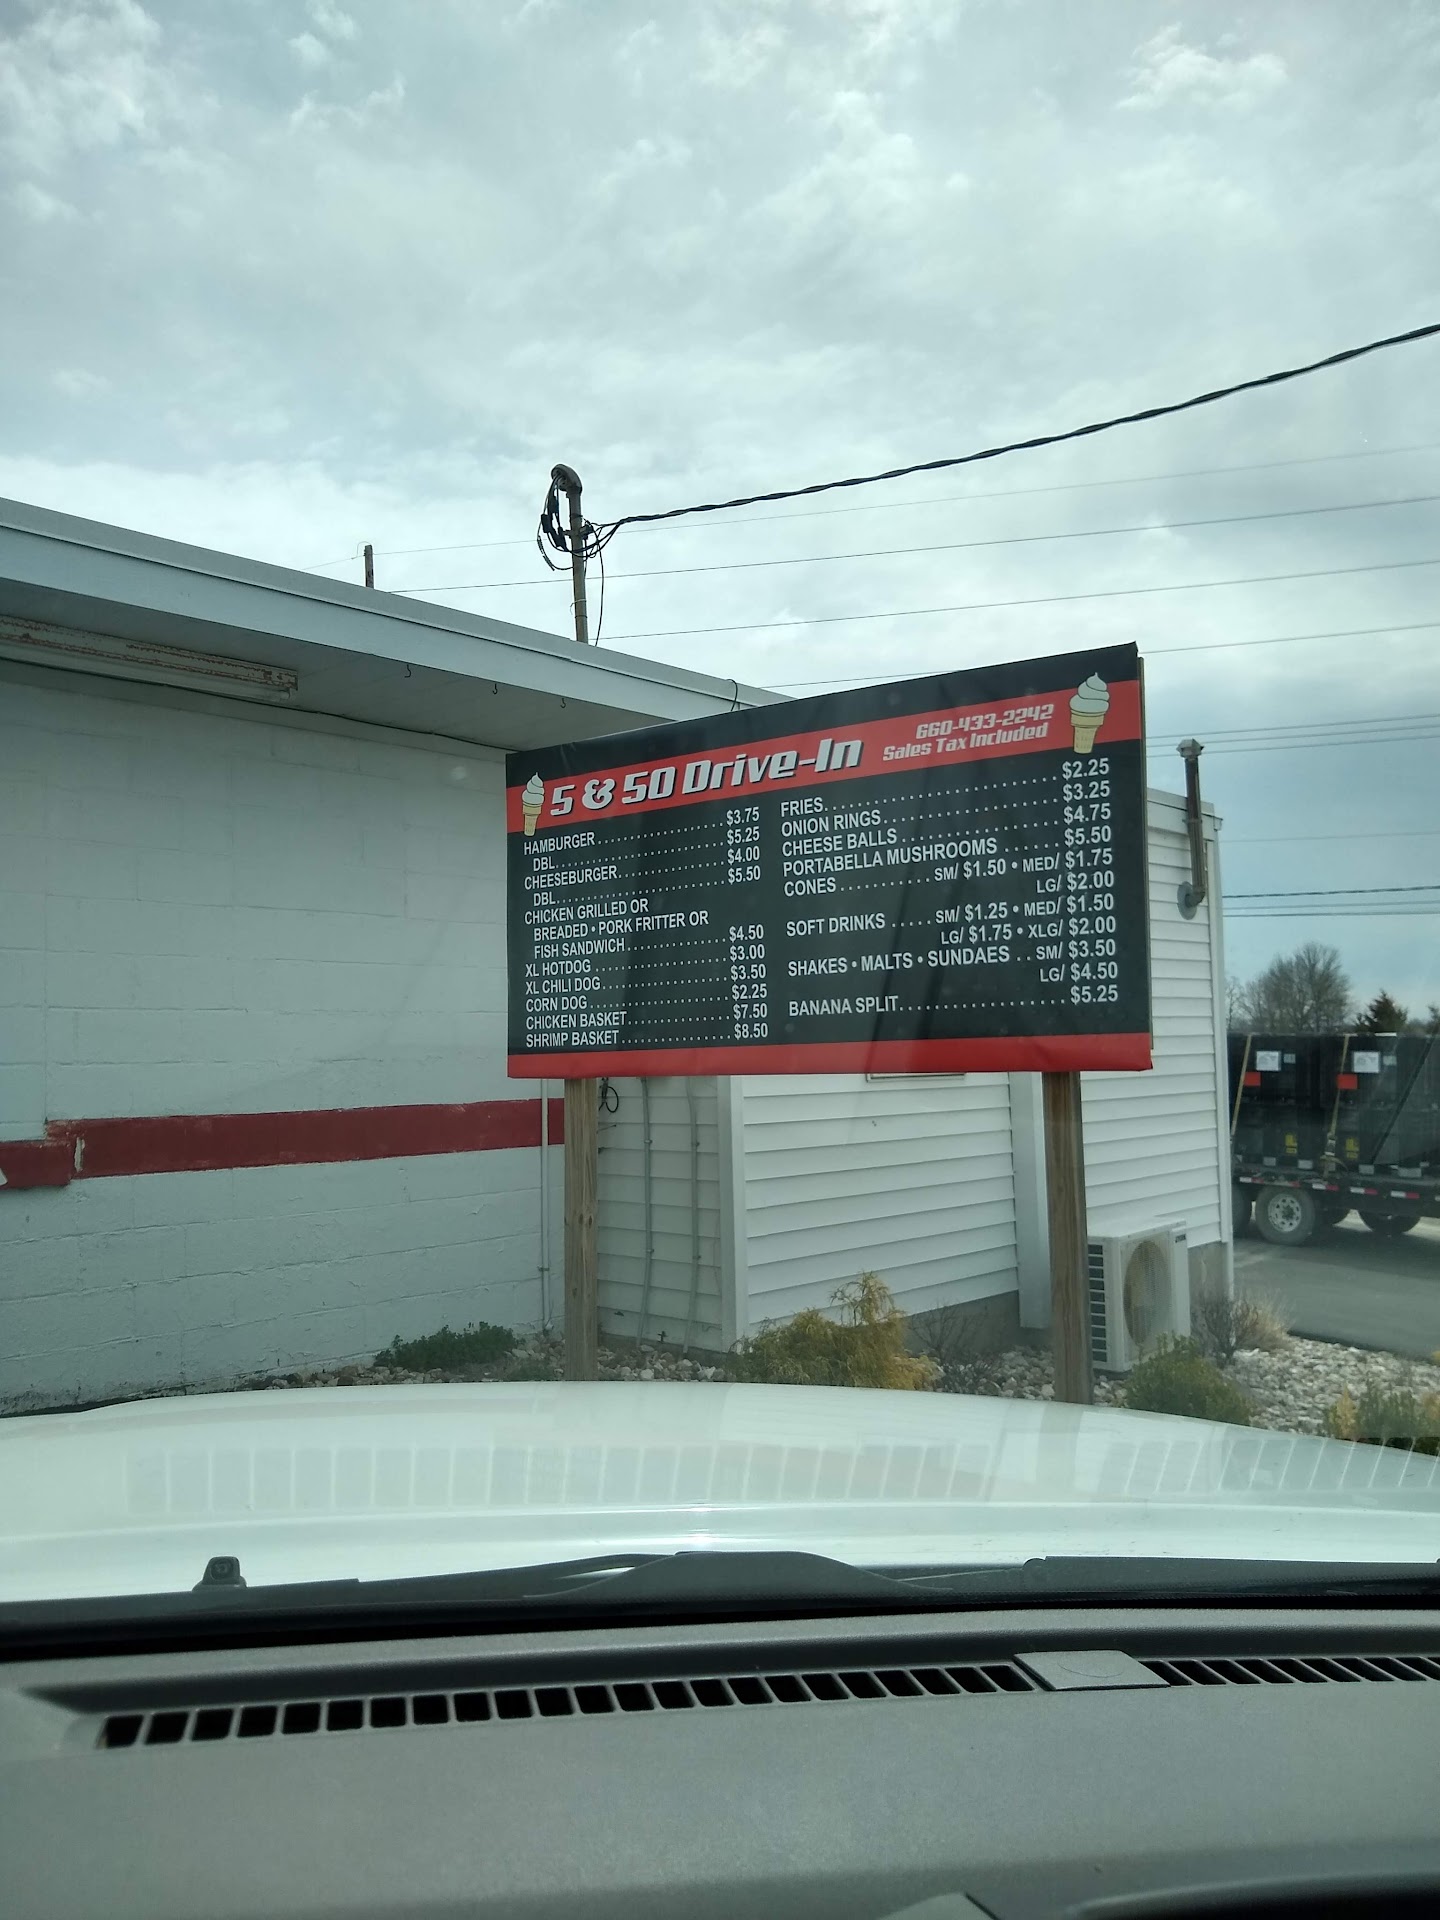 5 & 50 Drive-In
660-433-2242
Sales Tax Included
HAMBURGER.....................$3.75
DBL.........................$5.25
CHEESEBURGER..................$4.00
DBL.........................$5.50
CHICKEN GRILLED OR
BREADED • PORK FRITTER OR
FISH SANDWICH...............$4.50
XL HOTDOG.....................$3.00
XL CHILI DOG..................$3.50
CORN DOG......................$2.25
CHICKEN BASKET................$7.50
SHRIMP BASKET.................$8.50
FRIES.........................$2.25
ONION RINGS...................$3.25
CHEESE BALLS..................$4.75
PORTABELLA MUSHROOMS ......$5.50
CONES...........SM/ $1.50 • MED/ $1.75
LG/ $2.00
SOFT DRINKS .....SM/ $1.25 • MED/ $1.50
LG/ $1.75 • XLG/ $2.00
SHAKES • MALTS • SUNDAES ..SM/ $3.50
LG/ $4.50
BANANA SPLIT..................$5.25